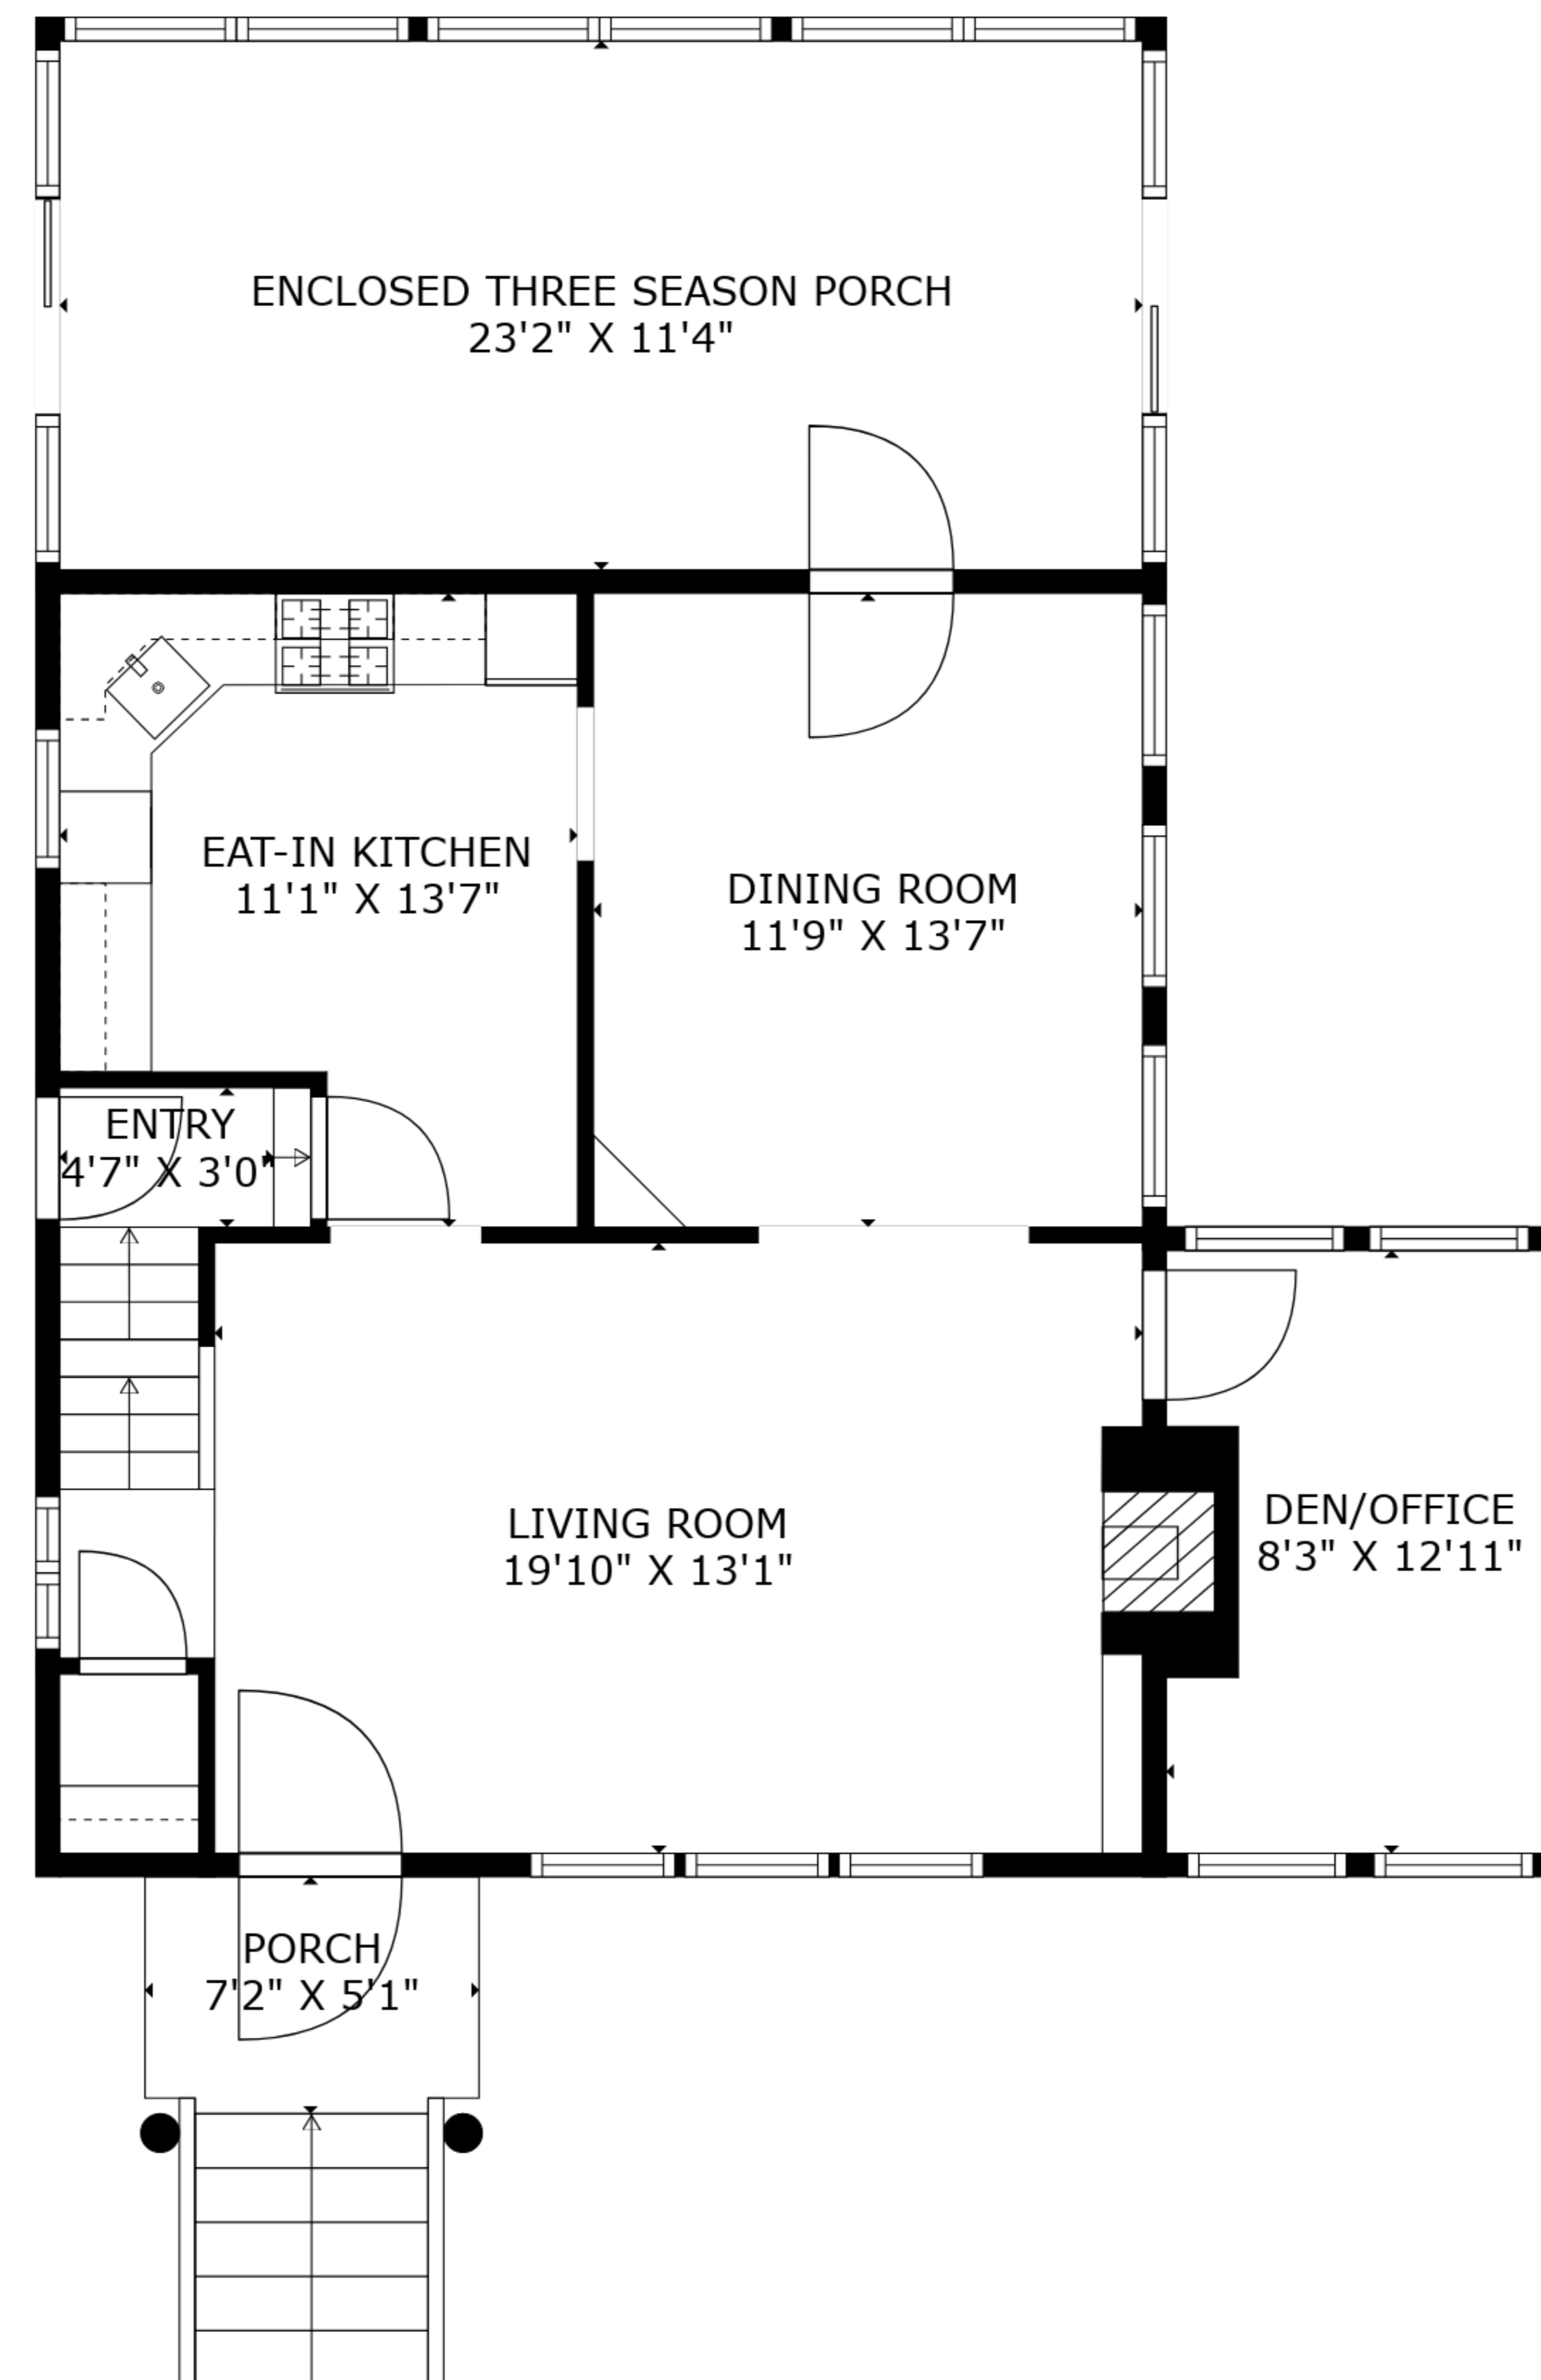 ENCLOSED THREE SEASON PORCH
23'2" X 11'4"
EAT-IN KITCHEN
11'1" X 13'7"
DINING ROOM
11'9" X 13'7"
ENTRY
4'7" X 3'0"
LIVING ROOM
19'10" X 13'1"
DEN/OFFICE
8'3" X 12'11"
PORCH
7'2" X 5'1"